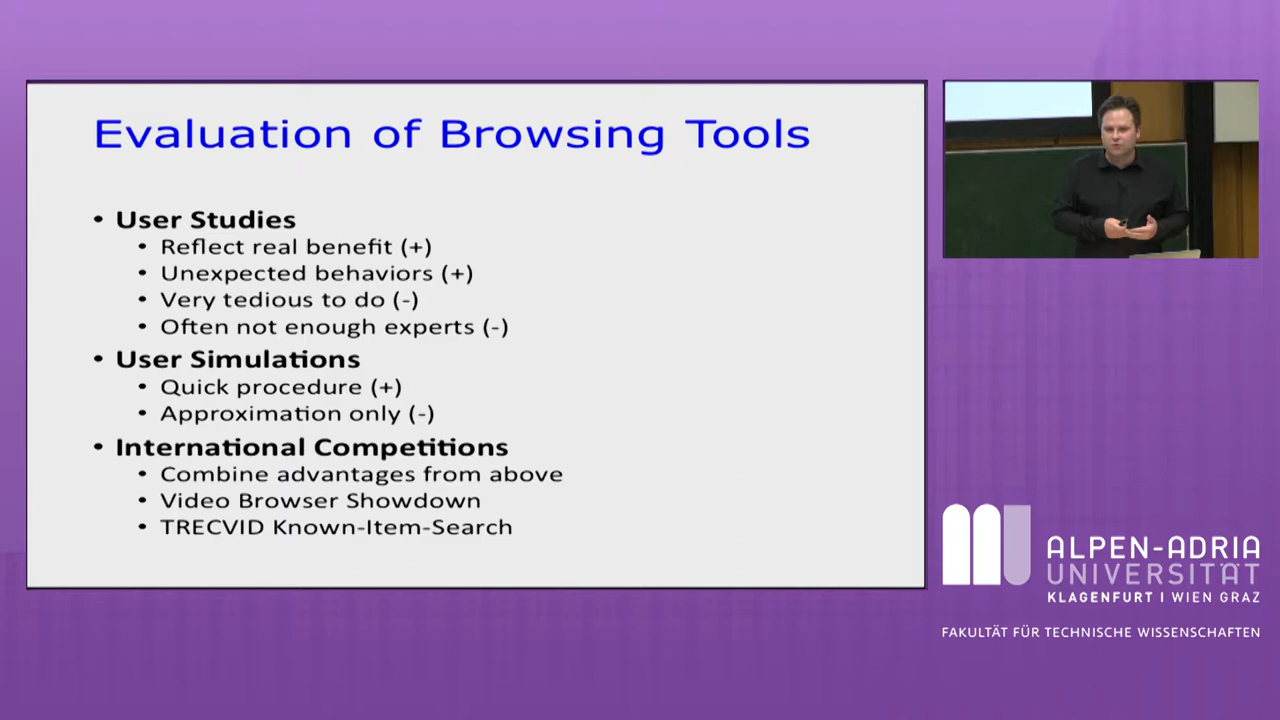 Evaluation of Browsing Tools
• User Studies
• Reflect real benefit (+)
• Unexpected behaviors (+)
• Very tedious to do (-)
• Often not enough experts (-)
• User Simulations
• Quick procedure (+)
• Approximation only (-)
• International Competitions
• Combine advantages from above
• Video Browser Showdown
• TRECVID Known-Item-Search
ALPEN-ADRIA
UNIVERSITÄT
KLAGENFURT I WIEN GRAZ
FAKULTÄT FÜR TECHNISCHE WISSENSCHAFTEN